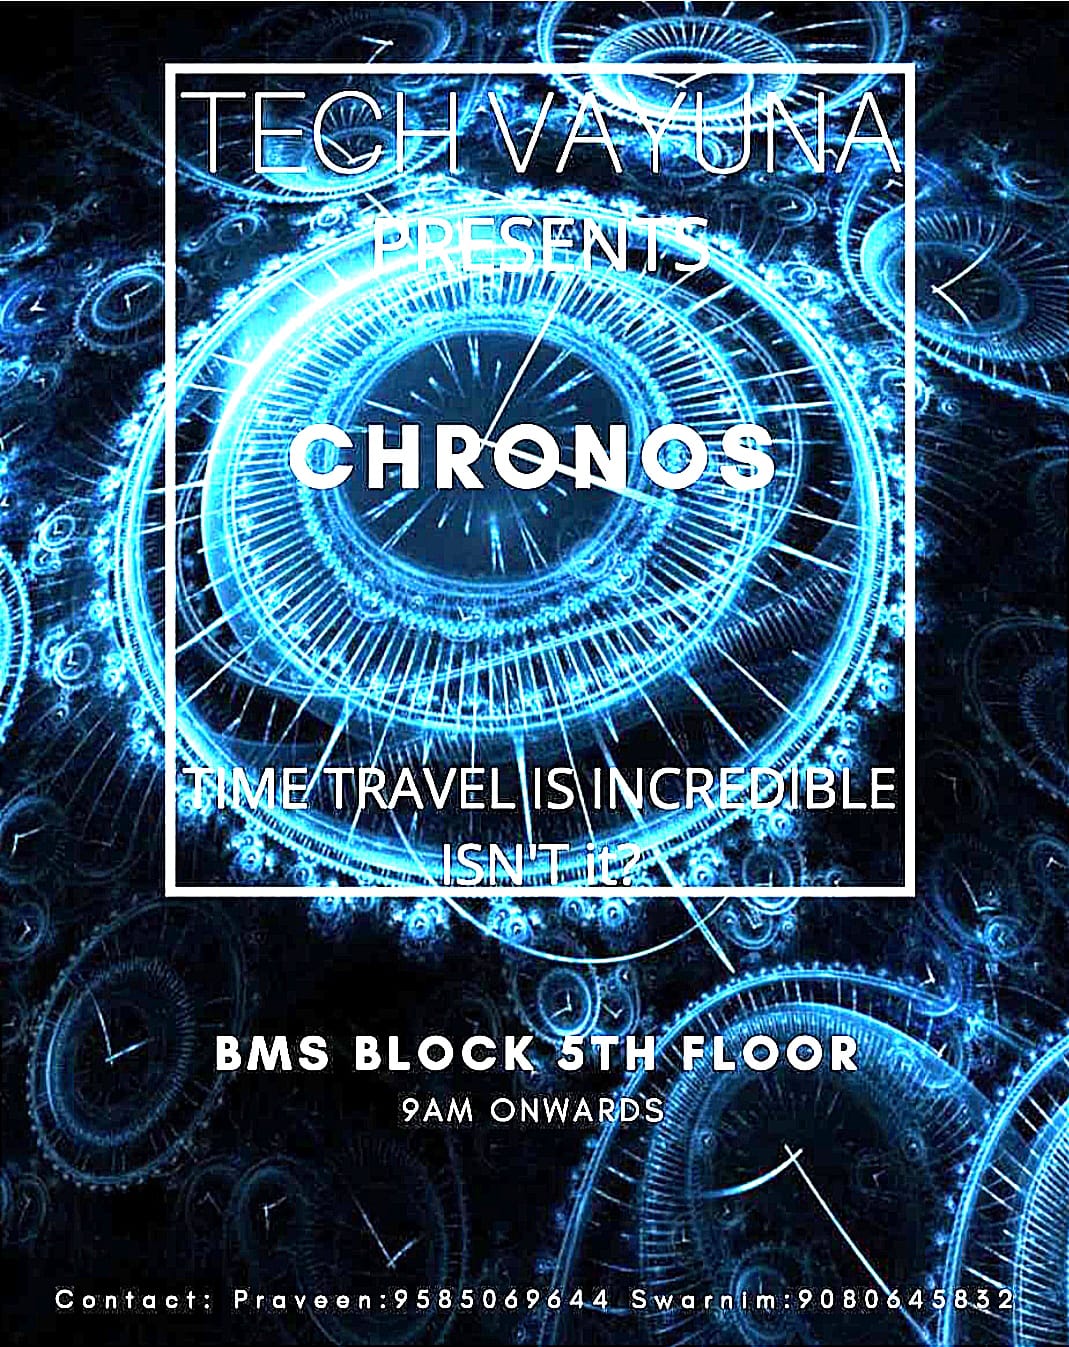 TECH VAYUNA
PRESENTS
CHRONOS
TIME TRAVEL IS INCREDIBLE
ISN'T it?
BMS BLOCK 5TH FLOOR
9AM ONWARDS
Contact: Praveen:9585069644 Swarnim:9080645832